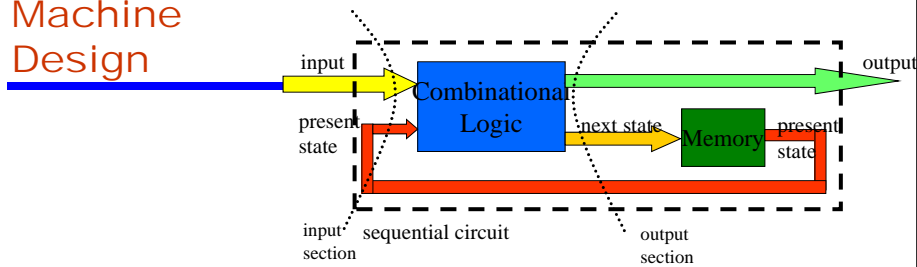 Machine
Design
input
output
Combinational
Logic
present
state
next state
Memory
present
state
input
section
sequential circuit
output
section